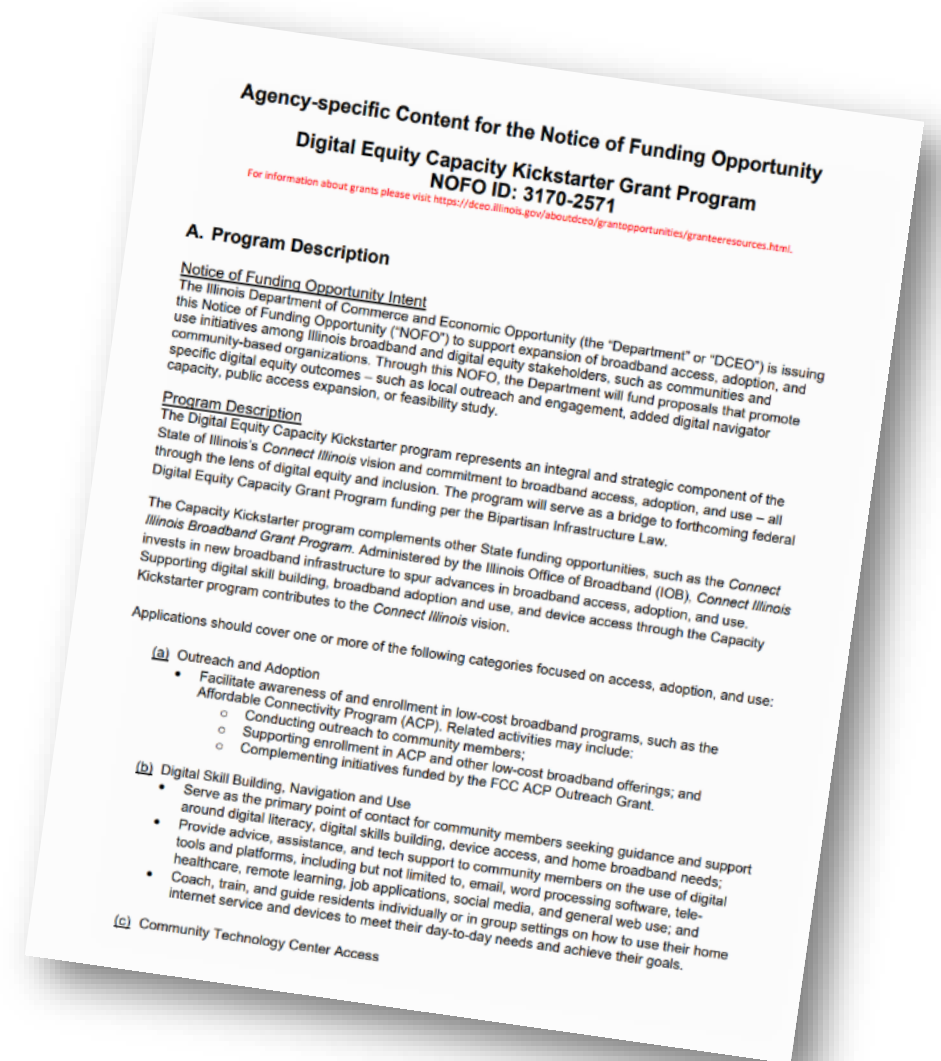 Agency-specific Content for the Notice of Funding Opportunity
Digital Equity Capacity Kickstarter Grant Program
NOFO ID: 3170-2571
For information about grants please visit https://dceo.illinois.gov/aboutdceo/grantopportunities/granteeresources.html.
A. Program Description
Notice of Funding Opportunity Intent
The Illinois Department of Commerce and Economic Opportunity (the "Department" or "DCEO") is issuing
this Notice of Funding Opportunity ("NOFO") to support expansion of broadband access, adoption, and
use initiatives among Illinois broadband and digital equity stakeholders, such as communities and
community-based organizations. Through this NOFO, the Department will fund proposals that promote
specific digital equity outcomes – such as local outreach and engagement, added digital navigator
capacity, public access expansion, or feasibility study.
Program Description
The Digital Equity Capacity Kickstarter program represents an integral and strategic component of the
State of Illinois's Connect Illinois vision and commitment to broadband access, adoption, and use – all
through the lens of digital equity and inclusion. The program will serve as a bridge to forthcoming federal
Digital Equity Capacity Grant Program funding per the Bipartisan Infrastructure Law.
The Capacity Kickstarter program complements other State funding opportunities, such as the Connect
Illinois Broadband Grant Program. Administered by the Illinois Office of Broadband (IOB), Connect Illinois
invests in new broadband infrastructure to spur advances in broadband access, adoption, and use.
Supporting digital skill building, broadband adoption and use, and device access through the Capacity
Kickstarter program contributes to the Connect Illinois vision.
Applications should cover one or more of the following categories focused on access, adoption, and use:
(a) Outreach and Adoption
• Facilitate awareness of and enrollment in low-cost broadband programs, such as the
Affordable Connectivity Program (ACP). Related activities may include:
○ Conducting outreach to community members;
○ Supporting enrollment in ACP and other low-cost broadband offerings; and
○ Complementing initiatives funded by the FCC ACP Outreach Grant.
(b) Digital Skill Building, Navigation and Use
• Serve as the primary point of contact for community members seeking guidance and support
around digital literacy, digital skills building, device access, and home broadband needs;
• Provide advice, assistance, and tech support to community members on the use of digital
tools and platforms, including but not limited to, email, word processing software, tele-
healthcare, remote learning, job applications, social media, and general web use; and
• Coach, train, and guide residents individually or in group settings on how to use their home
internet service and devices to meet their day-to-day needs and achieve their goals.
(c) Community Technology Center Access